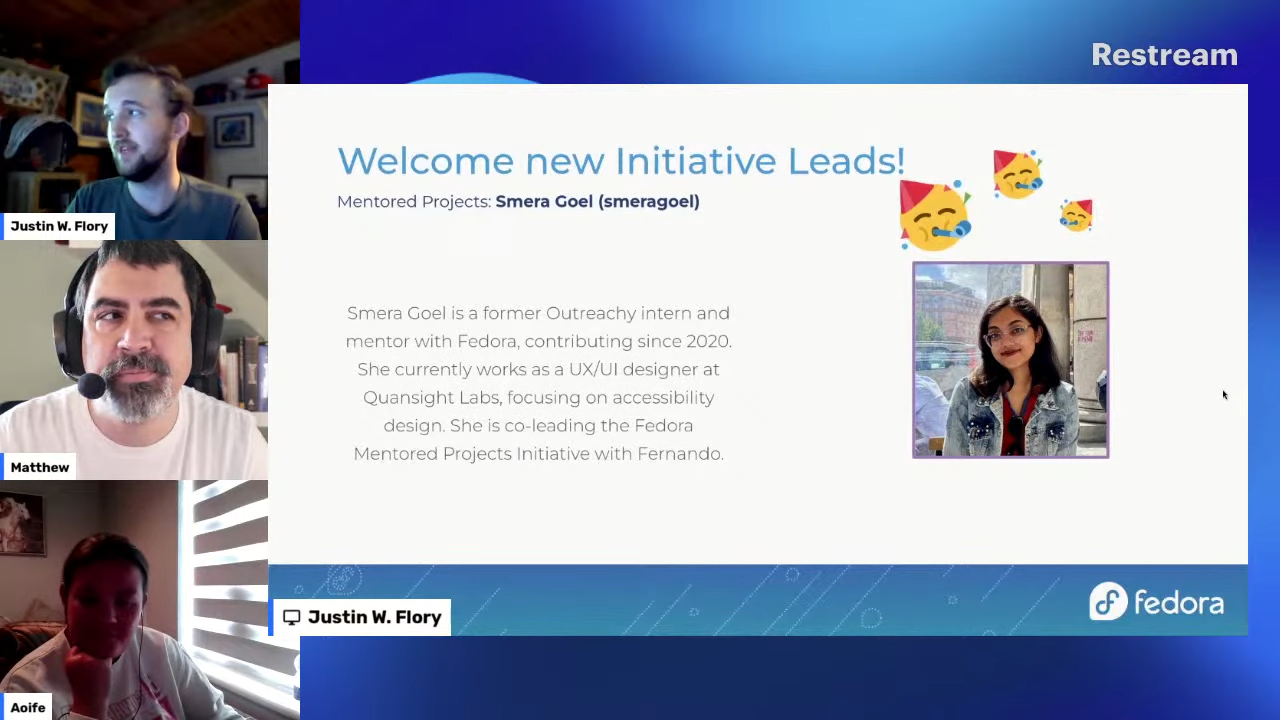 Restream
Justin W. Flory
Matthew
Aoife
Welcome new Initiative Leads!
Mentored Projects: Smera Goel (smeragoel)
Smera Goel is a former Outreachy intern and
mentor with Fedora, contributing since 2020.
She currently works as a UX/UI designer at
Quansight Labs, focusing on accessibility
design. She is co-leading the Fedora
Mentored Projects Initiative with Fernando.
Justin W. Flory
fedora